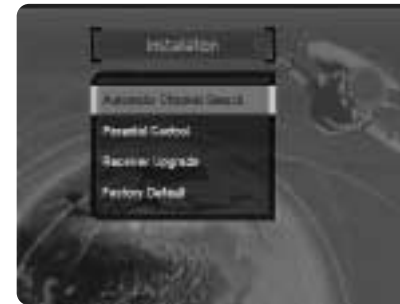 Installation
Automatic Channel Search
Parental Control
Receiver Upgrade
Factory Default